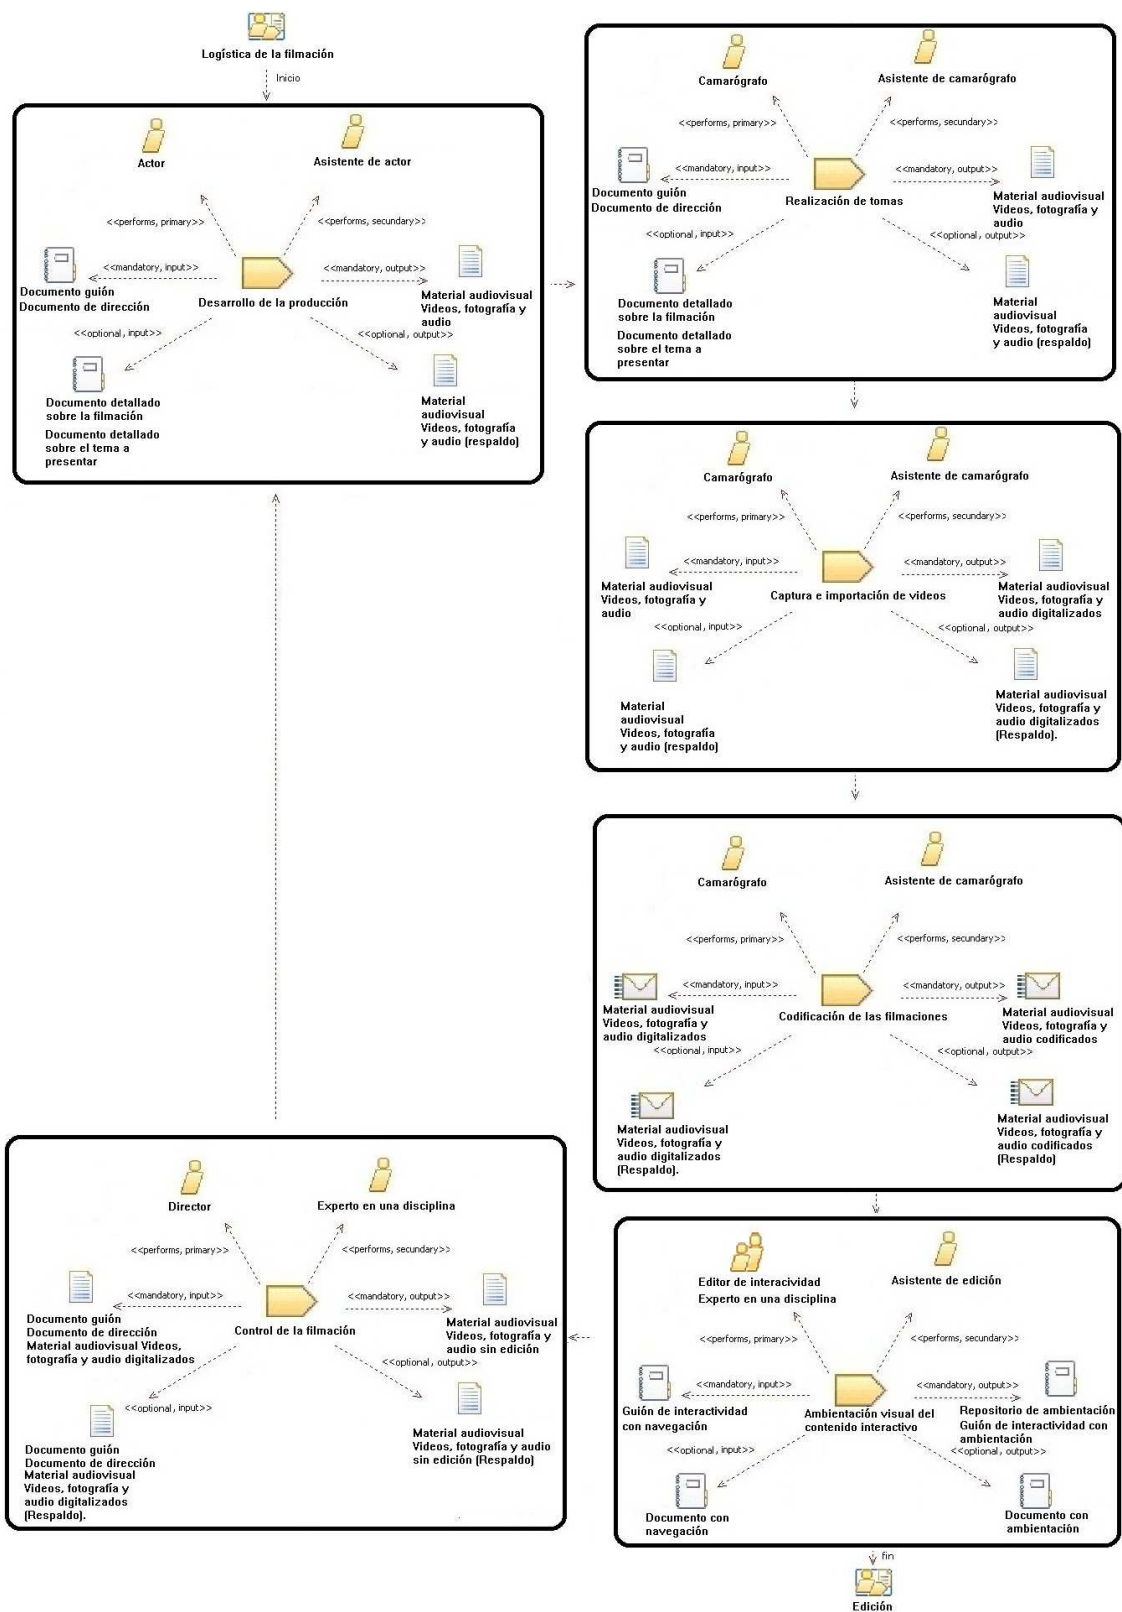 Logística de la filmación
Inicio
Actor
Asistente de actor
<<performs, primary>>
<<performs, secundary>>
<<mandatory, input>>
<<mandatory, output>>
Documento guión
Documento de dirección
Desarrollo de la producción
Material audiovisual
Videos, fotografía y
audio
<<optional, input>>
<<optional, output>>
Documento detallado
sobre la filmación
Documento detallado
sobre el tema a
presentar
Material
audiovisual
Videos, fotografía
y audio (respaldo)
Camarógrafo
Asistente de camarógrafo
<<performs, primary>>
<<performs, secundary>>
<<mandatory, input>>
<<mandatory, output>>
Documento guión
Documento de dirección
Realización de tomas
Material audiovisual
Videos, fotografía y
audio
<<optional, input>>
<<optional, output>>
Documento detallado
sobre la filmación
Documento detallado
sobre el tema a
presentar
Material
audiovisual
Videos, fotografía
y audio (respaldo)
Camarógrafo
Asistente de camarógrafo
<<performs, primary>>
<<performs, secundary>>
<<mandatory, input>>
<<mandatory, output>>
Material audiovisual
Videos, fotografía y
audio
Captura e importación de videos
Material audiovisual
Videos, fotografía y
audio digitalizados
<<optional, input>>
<<optional, output>>
Material
audiovisual
Videos, fotografía
y audio (respaldo)
Material audiovisual
Videos, fotografía y
audio digitalizados
(Respaldo).
Camarógrafo
Asistente de camarógrafo
<<performs, primary>>
<<performs, secundary>>
<<mandatory, input>>
<<mandatory, output>>
Material audiovisual
Videos, fotografía y
audio digitalizados
Codificación de las filmaciones
Material audiovisual
Videos, fotografía y
audio codificados
<<optional, input>>
<<optional, output>>
Material audiovisual
Videos, fotografía y
audio digitalizados
(Respaldo).
Material audiovisual
Videos, fotografía y
audio codificados
(Respaldo)
Director
Experto en una disciplina
<<performs, primary>>
<<performs, secundary>>
<<mandatory, input>>
<<mandatory, output>>
Documento guión
Documento de dirección
Material audiovisual Videos,
fotografía y audio digitalizados
Control de la filmación
Material audiovisual
Videos, fotografía y
audio sin edición
<<optional, input>>
<<optional, output>>
Documento guión
Documento de dirección
Material audiovisual
Videos, fotografía y
audio digitalizados
(Respaldo).
Material audiovisual
Videos, fotografía y audio
sin edición (Respaldo)
Editor de interacividad
Experto en una disciplina
Asistente de edición
<<performs, primary>>
<<performs, secundary>>
<<mandatory, input>>
<<mandatory, output>>
Guión de interactividad
con navegación
Ambientación visual del
contenido interactivo
Repositorio de ambientación
Guión de interactividad con
ambientación
<<optional, input>>
<<optional, output>>
Documento con
navegación
Documento con
ambientación
fin
Edición